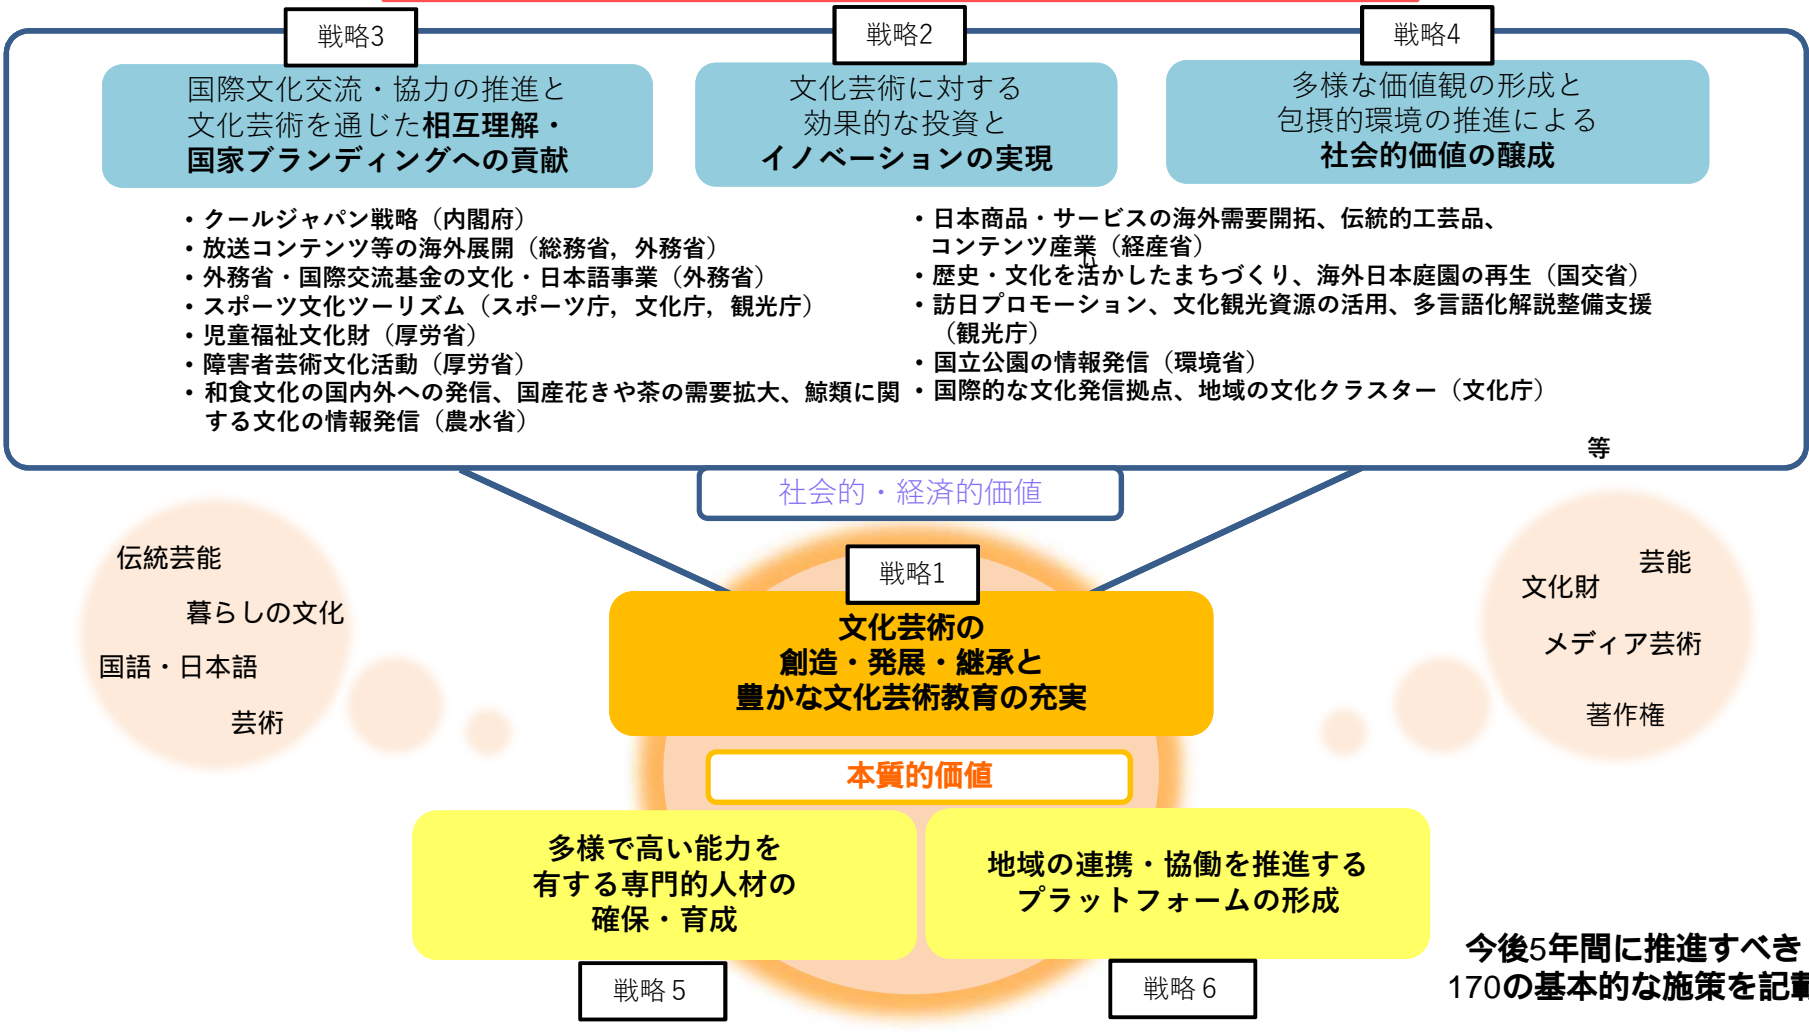 戦略3
国際文化交流・協力の推進と
文化芸術を通じた相互理解・
国家ブランディングへの貢献
戦略2
文化芸術に対する
効果的な投資と
イノベーションの実現
戦略4
多様な価値観の形成と
包摂的環境の推進による
社会的価値の醸成
・クールジャパン戦略（内閣府）
・放送コンテンツ等の海外展開（総務省，外務省）
・外務省・国際交流基金の文化・日本語事業（外務省）
・スポーツ文化ツーリズム（スポーツ庁，文化庁，観光庁）
・児童福祉文化財（厚労省）
・障害者芸術文化活動（厚労省）
・和食文化の国内外への発信、国産花きや茶の需要拡大、鯨類に関
する文化の情報発信（農水省）
・日本商品・サービスの海外需要開拓、伝統的工芸品、
コンテンツ産業（経産省）
い
・歴史・文化を活かしたまちづくり、海外日本庭園の再生（国交省）
・訪日プロモーション、文化観光資源の活用、多言語化解説整備支援
（観光庁）
・国立公園の情報発信（環境省）
・国際的な文化発信拠点、地域の文化クラスター（文化庁）
等
社会的・経済的価値
伝統芸能
暮らしの文化
国語・日本語
芸術
戦略1
文化芸術の
創造・発展・継承と
豊かな文化芸術教育の充実
本質的価値
芸能
文化財
メディア芸術
著作権
多様で高い能力を
有する専門的人材の
確保・育成
戦略５
地域の連携・協働を推進する
プラットフォームの形成
戦略６
今後5年間に推進すべき
170の基本的な施策を記載